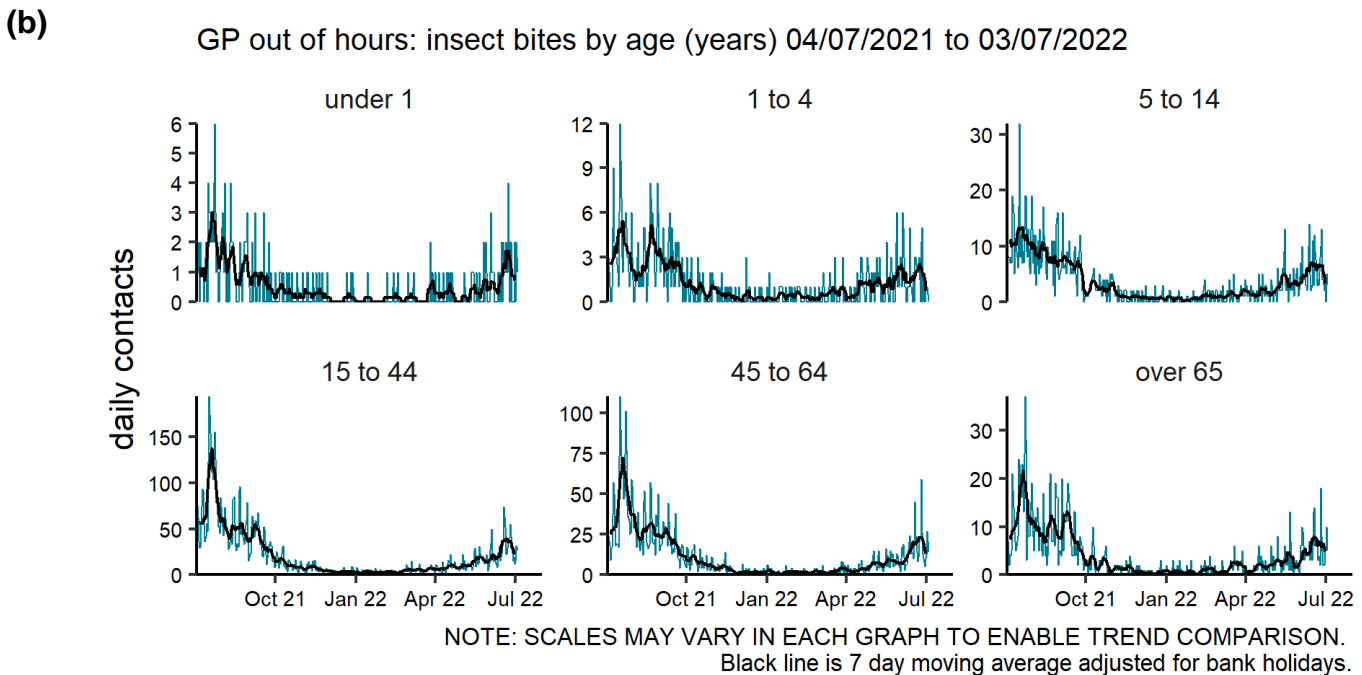 (b)
GP out of hours: insect bites by age (years) 04/07/2021 to 03/07/2022
daily contacts
under 1
6
5
4
3
2
1
0
1 to 4
12
9
6
3
0
5 to 14
30
20
10
0
15 to 44
150
100
50
0
Oct 21 Jan 22 Apr 22 Jul 22
45 to 64
100
75
50
25
0
Oct 21 Jan 22 Apr 22 Jul 22
over 65
30
20
10
0
Oct 21 Jan 22 Apr 22 Jul 22
NOTE: SCALES MAY VARY IN EACH GRAPH TO ENABLE TREND COMPARISON.
Black line is 7 day moving average adjusted for bank holidays.